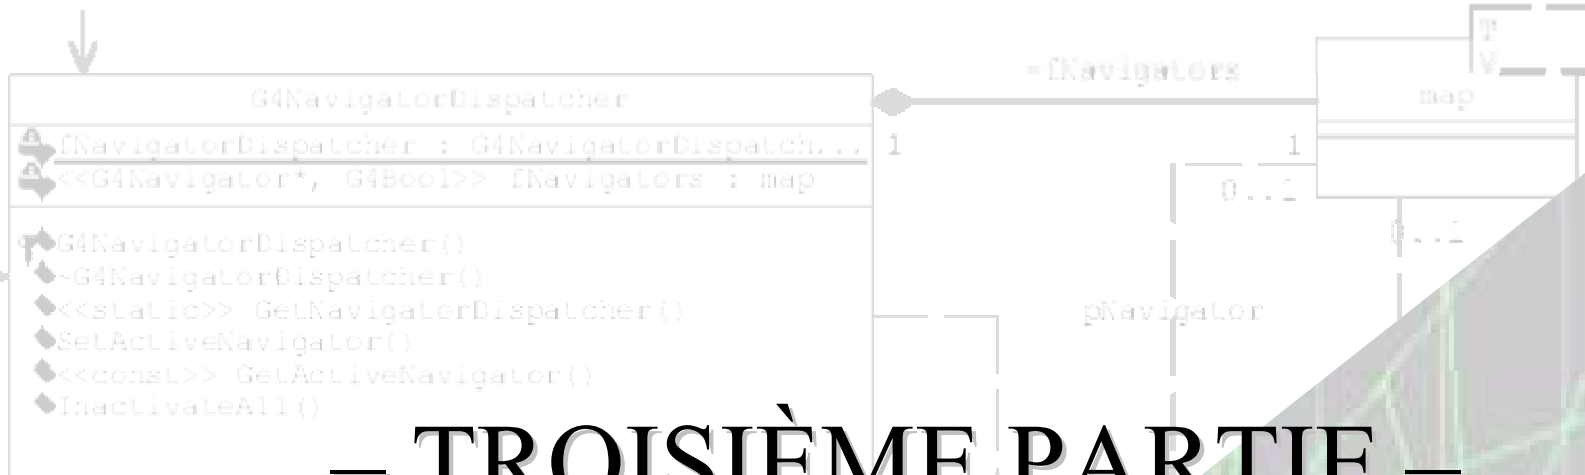 T
V
-fNavigators
G4NavigatorDispatcher
map
fNavigatorDispatcher : G4NavigatorDispatch... 1
1
<<G4Navigator*, G4Bool>> fNavigators : map
0..1
G4NavigatorDispatcher()
0..1
~G4NavigatorDispatcher()
<<static>> GetNavigatorDispatcher()
pNavigator
SetActiveNavigator()
<<const>> GetActiveNavigator()
InactivateAll()
– TROISIÈME PARTIE –